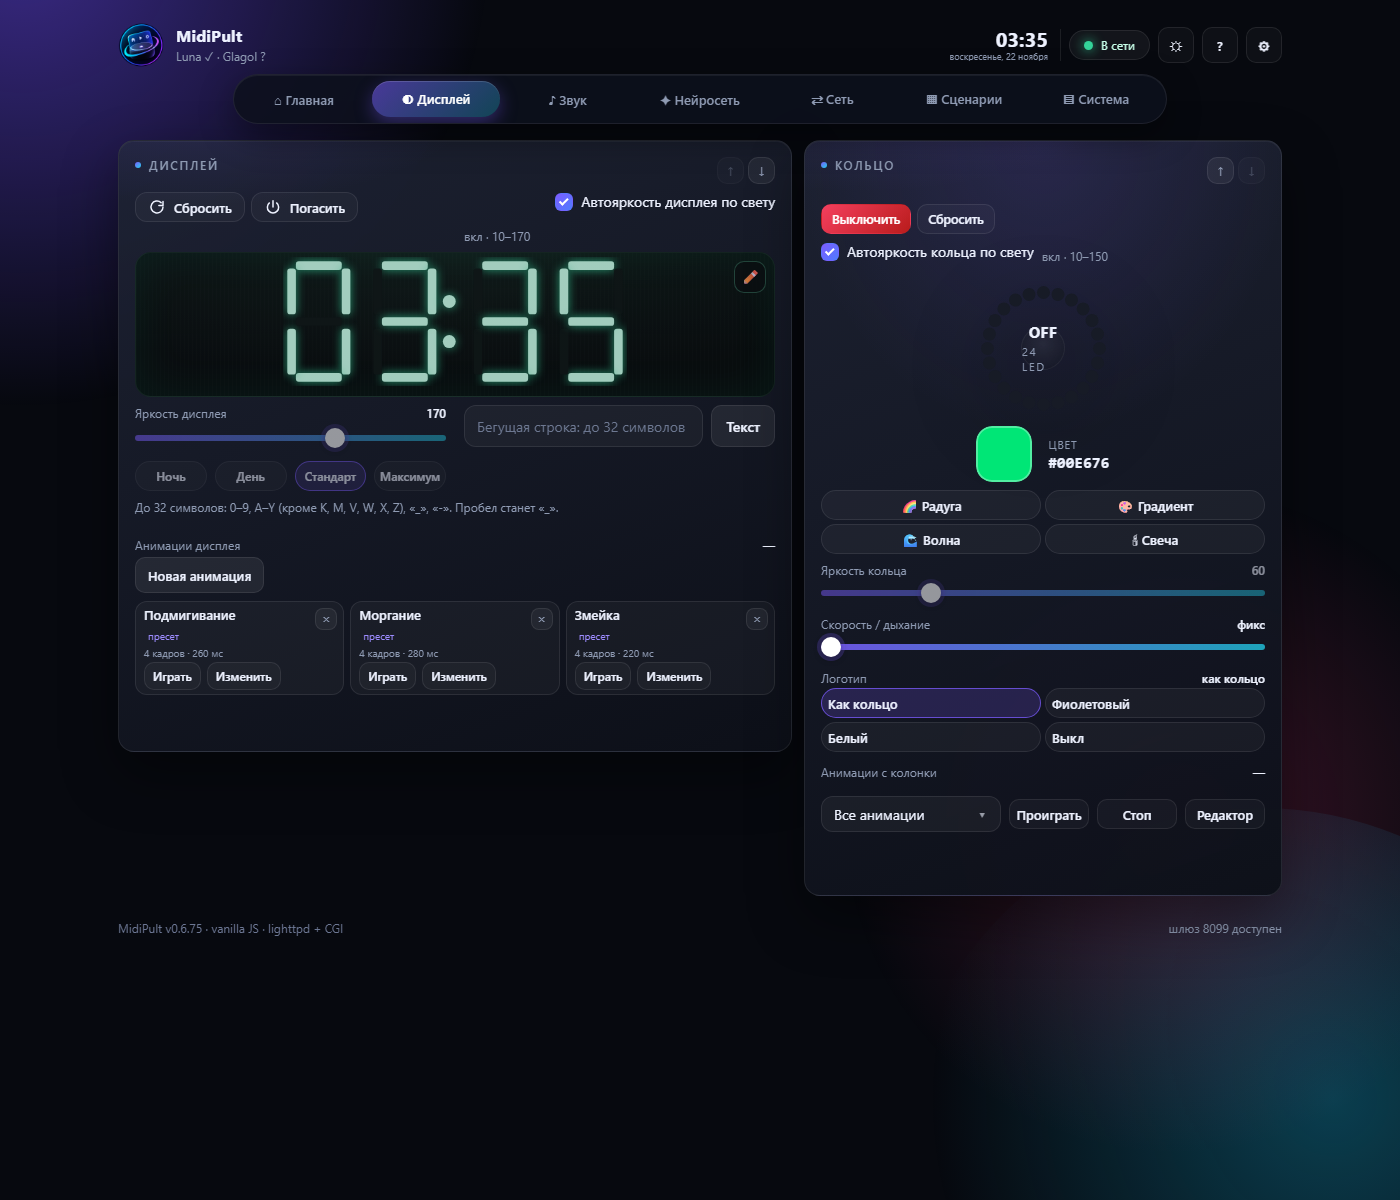 MidiPult
Luna ✓ · Glagol ?
03:35
воскресенье, 22 ноября
В сети
?
⌂ Главная
Дисплей
♪ Звук
✦ Нейросеть
⇄ Сеть
▦ Сценарии
▤ Система
ДИСПЛЕЙ
↑ ↓
Сбросить
Погасить
Автояркость дисплея по свету
вкл · 10–170
03:35
Яркость дисплея 170
Бегущая строка: до 32 символов
Текст
Ночь
День
Стандарт
Максимум
До 32 символов: 0–9, A–Y (кроме K, M, V, W, X, Z), «_», «-». Пробел станет «_».
Анимации дисплея —
Новая анимация
Подмигивание ×
пресет
4 кадров · 260 мс
Играть Изменить
Моргание ×
пресет
4 кадров · 280 мс
Играть Изменить
Змейка ×
пресет
4 кадров · 220 мс
Играть Изменить
КОЛЬЦО
↑ ↓
Выключить
Сбросить
Автояркость кольца по свету вкл · 10–150
OFF
24
LED
ЦВЕТ
#00E676
Радуга
Градиент
Волна
Свеча
Яркость кольца 60
Скорость / дыхание фикс
Логотип как кольцо
Как кольцо
Фиолетовый
Белый
Выкл
Анимации с колонки —
Все анимации ▾
Проиграть
Стоп
Редактор
MidiPult v0.6.75 · vanilla JS · lighttpd + CGI
шлюз 8099 доступен